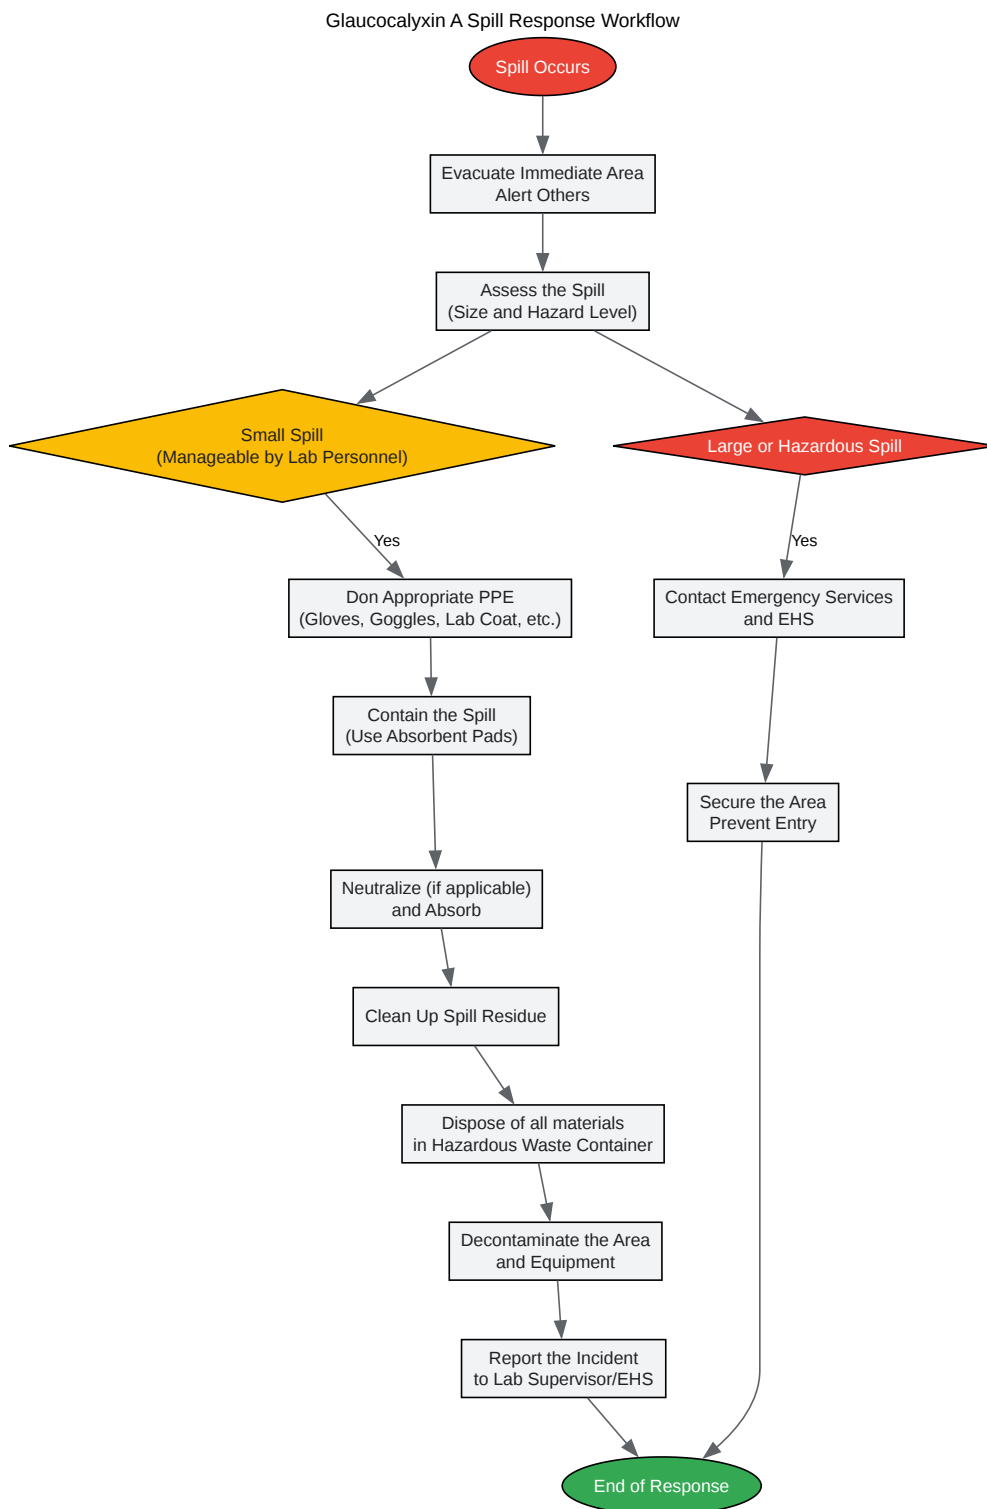 Glaucocalyxin A Spill Response Workflow
Spill Occurs
Evacuate Immediate Area
Alert Others
Assess the Spill
(Size and Hazard Level)
Small Spill
(Manageable by Lab Personnel)
Large or Hazardous Spill
Yes
Yes
Don Appropriate PPE
(Gloves, Goggles, Lab Coat, etc.)
Contact Emergency Services
and EHS
Contain the Spill
(Use Absorbent Pads)
Secure the Area
Prevent Entry
Neutralize (if applicable)
and Absorb
Clean Up Spill Residue
Dispose of all materials
in Hazardous Waste Container
Decontaminate the Area
and Equipment
Report the Incident
to Lab Supervisor/EHS
End of Response